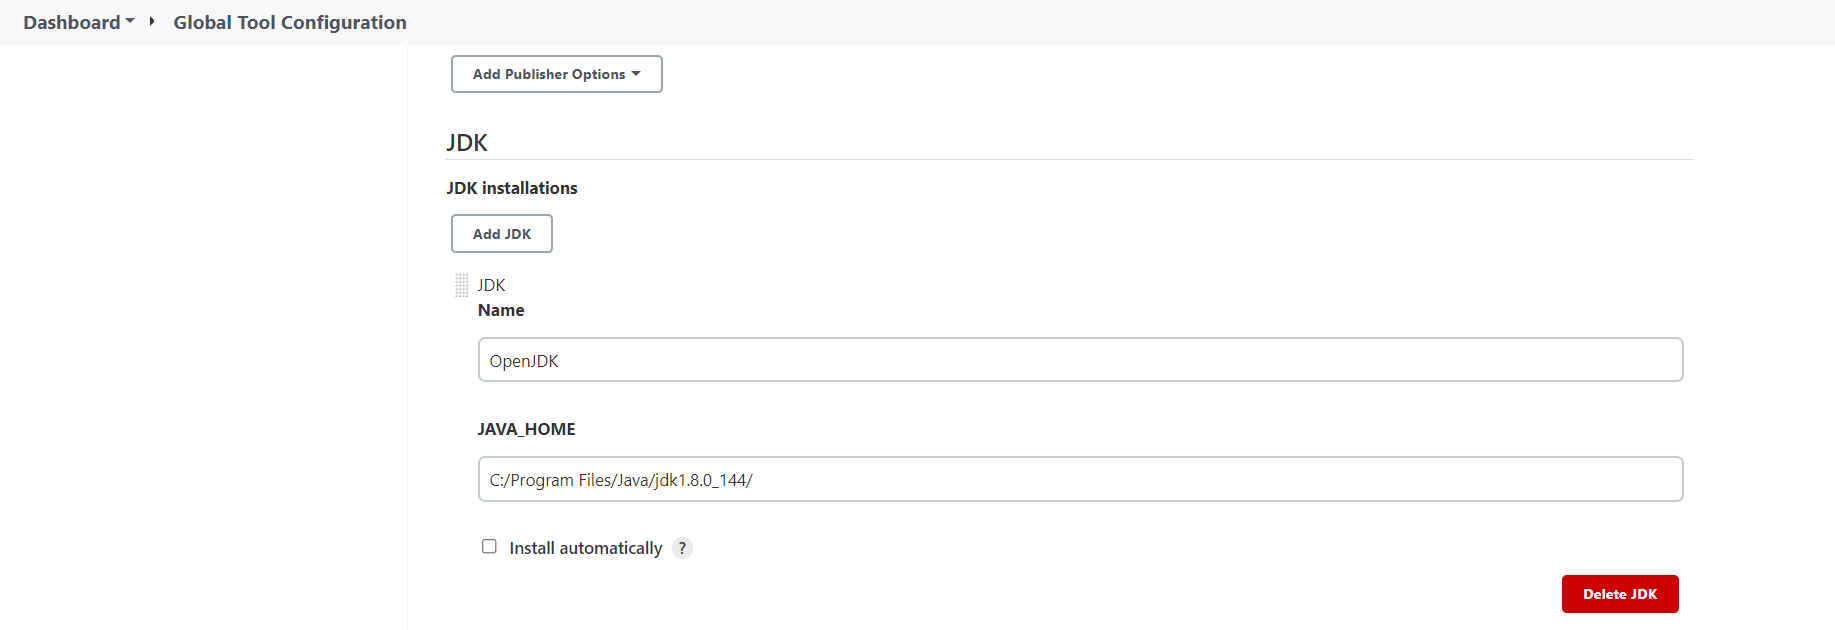 Dashboard Global Tool Configuration
Add Publisher Options
JDK
JDK installations
Add JDK
JDK
Name
OpenJDK
JAVA_HOME
C:/Program Files/Java/jdk1.8.0_144/
Install automatically ?
Delete JDK